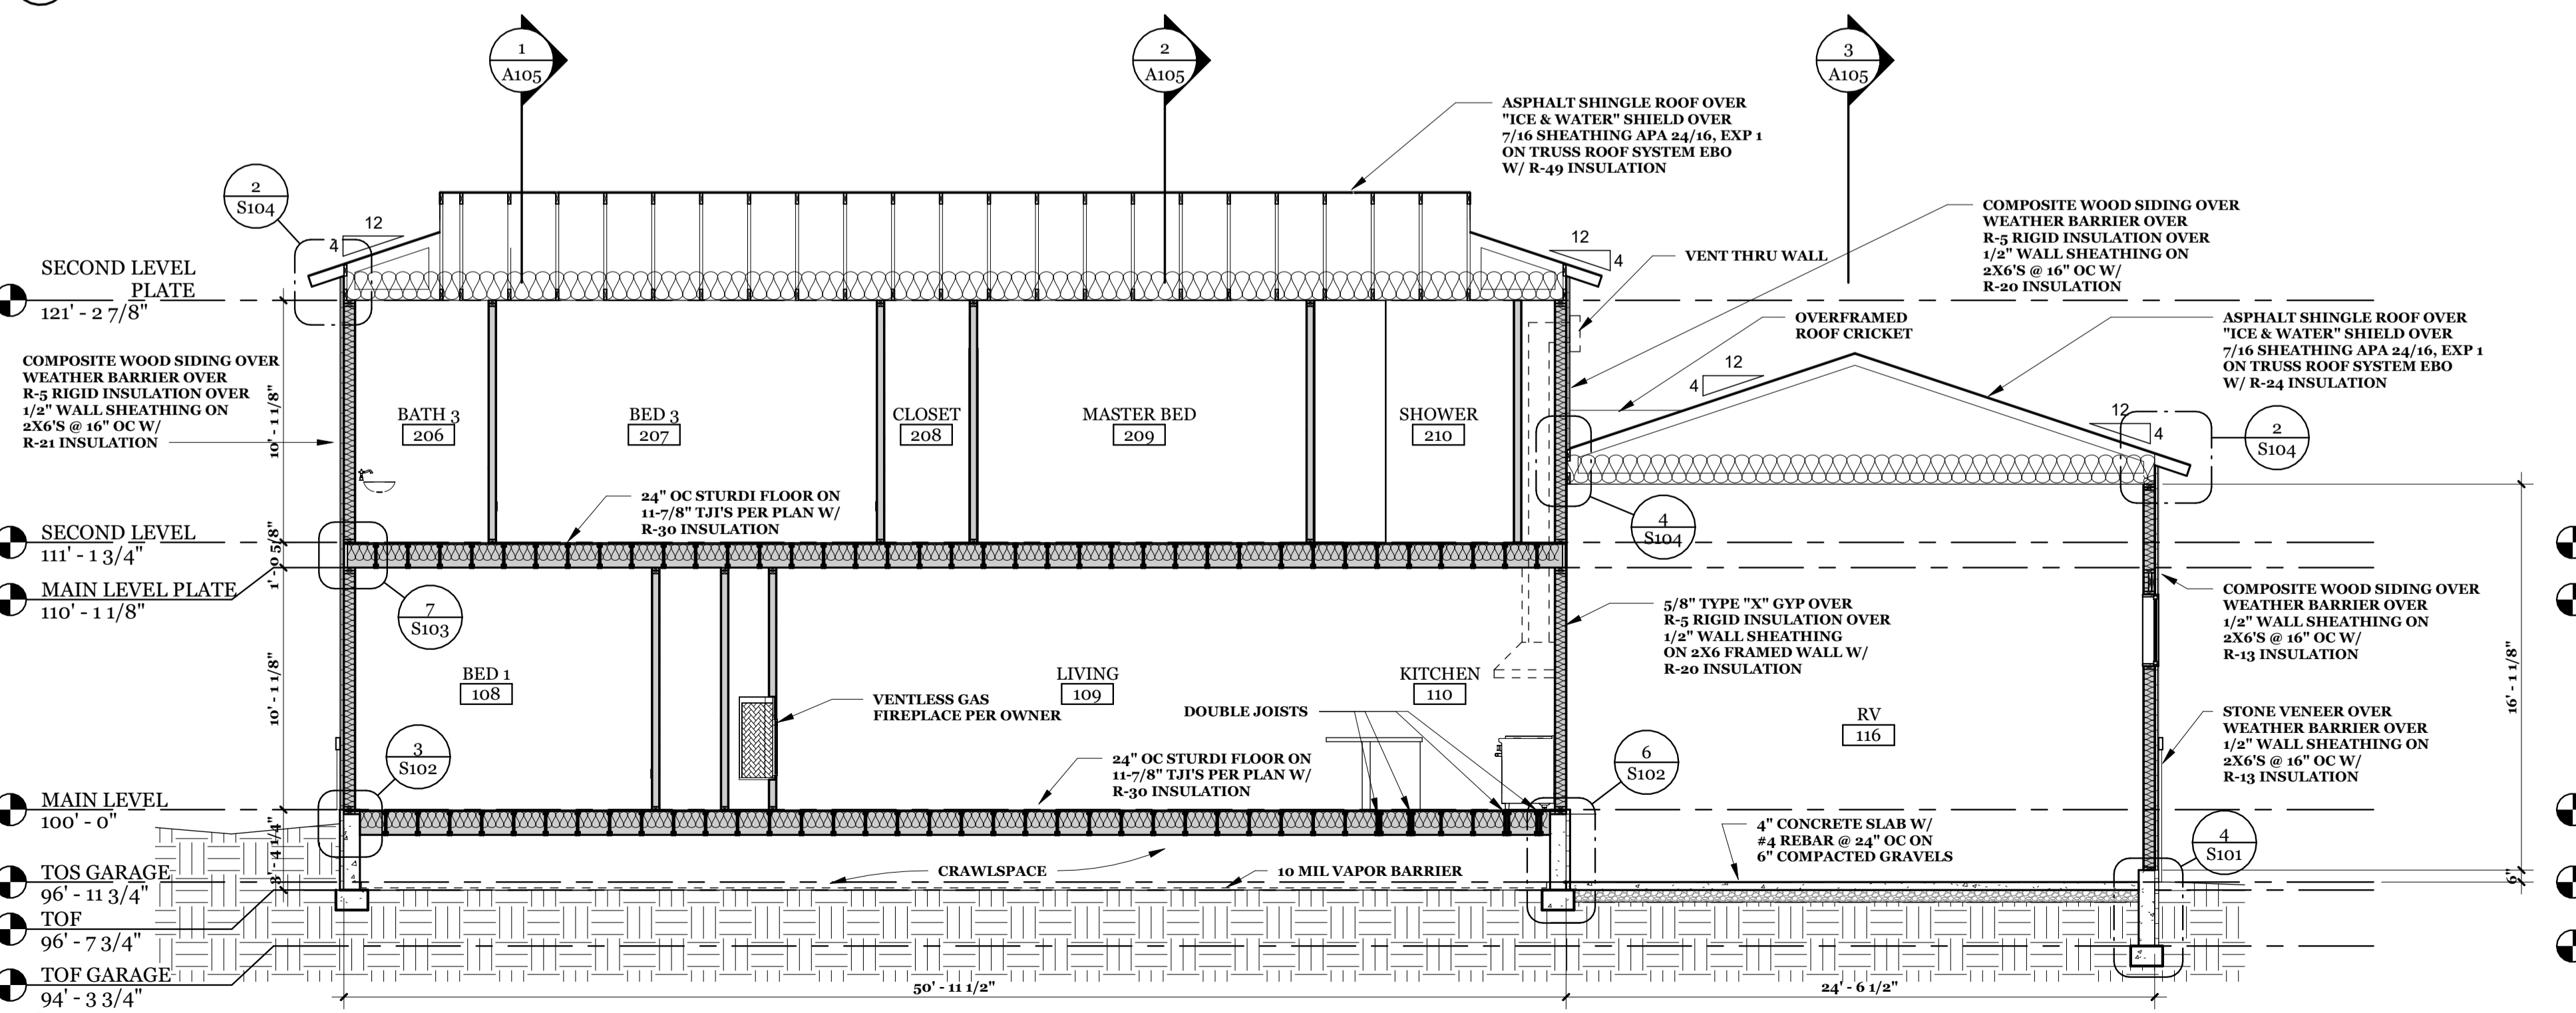 1
A105
2
A105
3
A105
ASPHALT SHINGLE ROOF OVER
"ICE & WATER" SHIELD OVER
7/16 SHEATHING APA 24/16, EXP 1
ON TRUSS ROOF SYSTEM EBO
W/ R-49 INSULATION
2
S104
12
4
12
4
VENT THRU WALL
COMPOSITE WOOD SIDING OVER
WEATHER BARRIER OVER
R-5 RIGID INSULATION OVER
1/2" WALL SHEATHING ON
2X6'S @ 16" OC W/
R-20 INSULATION
SECOND LEVEL
PLATE
121' - 2 7/8"
OVERFRAMED
ROOF CRICKET
ASPHALT SHINGLE ROOF OVER
"ICE & WATER" SHIELD OVER
7/16 SHEATHING APA 24/16, EXP 1
ON TRUSS ROOF SYSTEM EBO
W/ R-24 INSULATION
COMPOSITE WOOD SIDING OVER
WEATHER BARRIER OVER
R-5 RIGID INSULATION OVER
1/2" WALL SHEATHING ON
2X6'S @ 16" OC W/
R-21 INSULATION
10' - 1 1/8"
BATH 3
206
BED 3
207
CLOSET
208
MASTER BED
209
SHOWER
210
12
4
12
4
2
S104
24" OC STURDI FLOOR ON
11-7/8" TJI'S PER PLAN W/
R-30 INSULATION
4
S104
SECOND LEVEL
111' - 1 3/4"
1' - 0 5/8"
MAIN LEVEL PLATE
110' - 1 1/8"
7
S103
5/8" TYPE "X" GYP OVER
R-5 RIGID INSULATION OVER
1/2" WALL SHEATHING
ON 2X6 FRAMED WALL W/
R-20 INSULATION
COMPOSITE WOOD SIDING OVER
WEATHER BARRIER OVER
1/2" WALL SHEATHING ON
2X6'S @ 16" OC W/
R-13 INSULATION
16' - 1 1/8"
10' - 1 1/8"
BED 1
108
VENTLESS GAS
FIREPLACE PER OWNER
LIVING
109
KITCHEN
110
DOUBLE JOISTS
RV
116
STONE VENEER OVER
WEATHER BARRIER OVER
1/2" WALL SHEATHING ON
2X6'S @ 16" OC W/
R-13 INSULATION
3
S102
24" OC STURDI FLOOR ON
11-7/8" TJI'S PER PLAN W/
R-30 INSULATION
6
S102
MAIN LEVEL
100' - 0"
3' - 4 1/4"
4" CONCRETE SLAB W/
#4 REBAR @ 24" OC ON
6" COMPACTED GRAVELS
4
S101
CRAWLSPACE
10 MIL VAPOR BARRIER
6"
TOS GARAGE
96' - 11 3/4"
TOF
96' - 7 3/4"
TOF GARAGE
94' - 3 3/4"
50' - 11 1/2"
24' - 6 1/2"